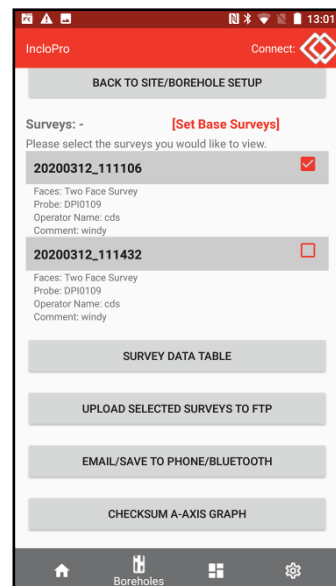 13:01
IncloPro Connect:
BACK TO SITE/BOREHOLE SETUP
Surveys: - [Set Base Surveys]
Please select the surveys you would like to view.
20200312_111106
Faces: Two Face Survey
Probe: DPI0109
Operator Name: cds
Comment: windy
20200312_111432
Faces: Two Face Survey
Probe: DPI0109
Operator Name: cds
Comment: windy
SURVEY DATA TABLE
UPLOAD SELECTED SURVEYS TO FTP
EMAIL/SAVE TO PHONE/BLUETOOTH
CHECKSUM A-AXIS GRAPH
Boreholes